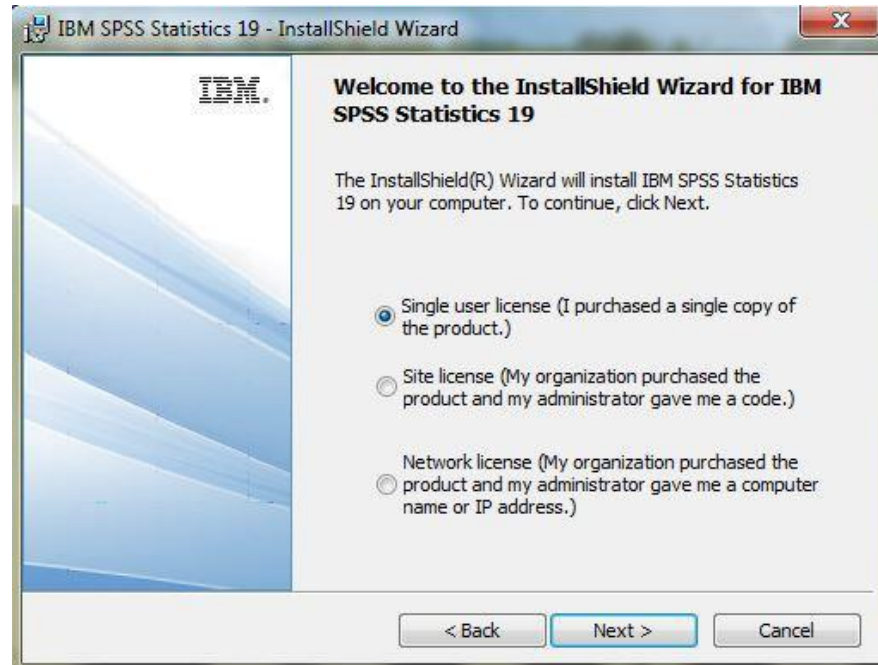 IBM SPSS Statistics 19 - InstallShield Wizard
IBM.
Welcome to the InstallShield Wizard for IBM
SPSS Statistics 19
The InstallShield(R) Wizard will install IBM SPSS Statistics
19 on your computer. To continue, click Next.
Single user license (I purchased a single copy of
the product.)
Site license (My organization purchased the
product and my administrator gave me a code.)
Network license (My organization purchased the
product and my administrator gave me a computer
name or IP address.)
< Back Next > Cancel